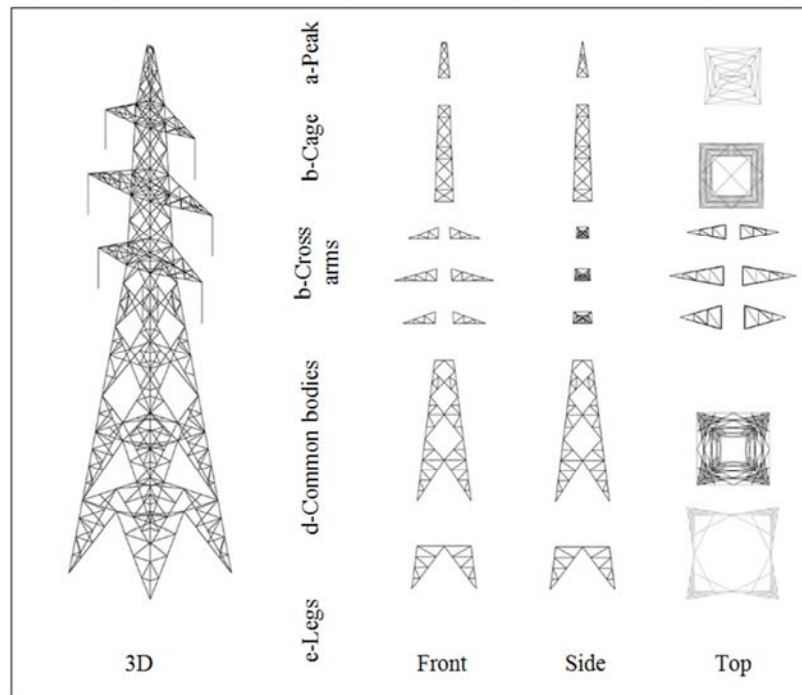 a-Peak
b-Cage
b-Cross
arms
d-Common bodies
e-Legs
3D
Front
Side
Top